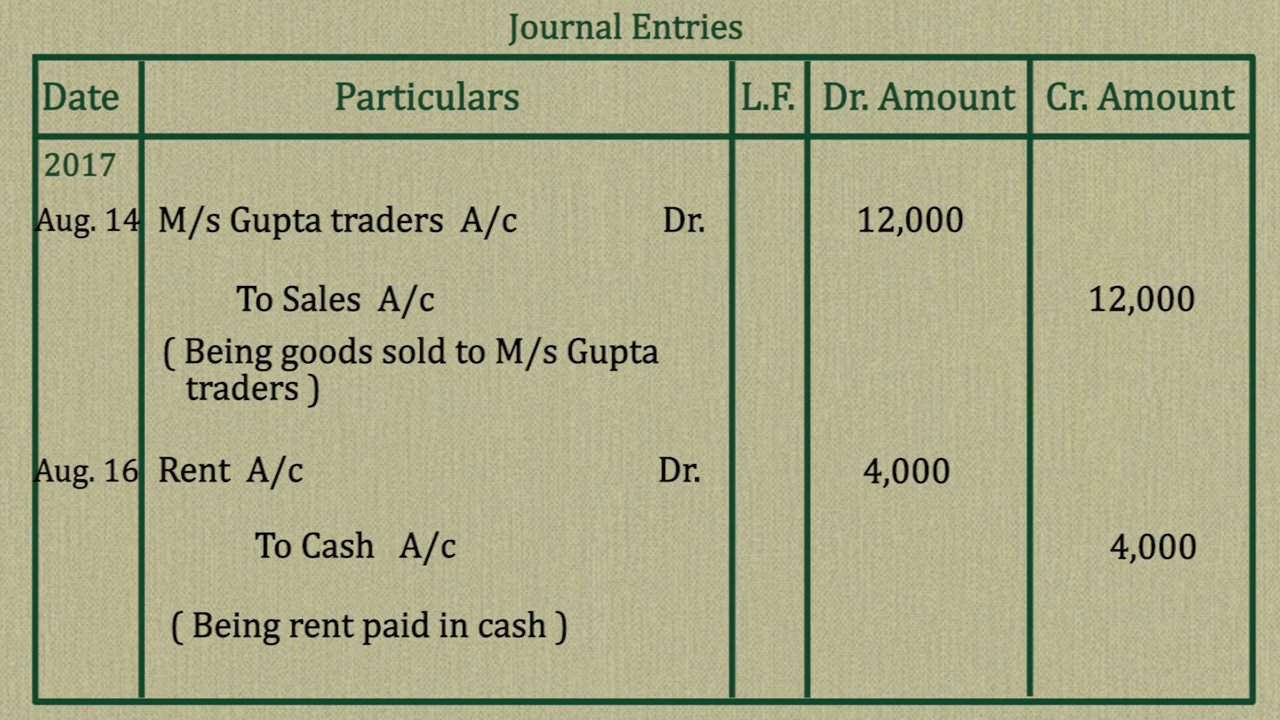 Journal Entries
Date Particulars L.F. Dr. Amount Cr. Amount
2017
Aug. 14 M/s Gupta traders A/c Dr. 12,000
To Sales A/c 12,000
( Being goods sold to M/s Gupta
traders )
Aug. 16 Rent A/c Dr. 4,000
To Cash A/c 4,000
( Being rent paid in cash )